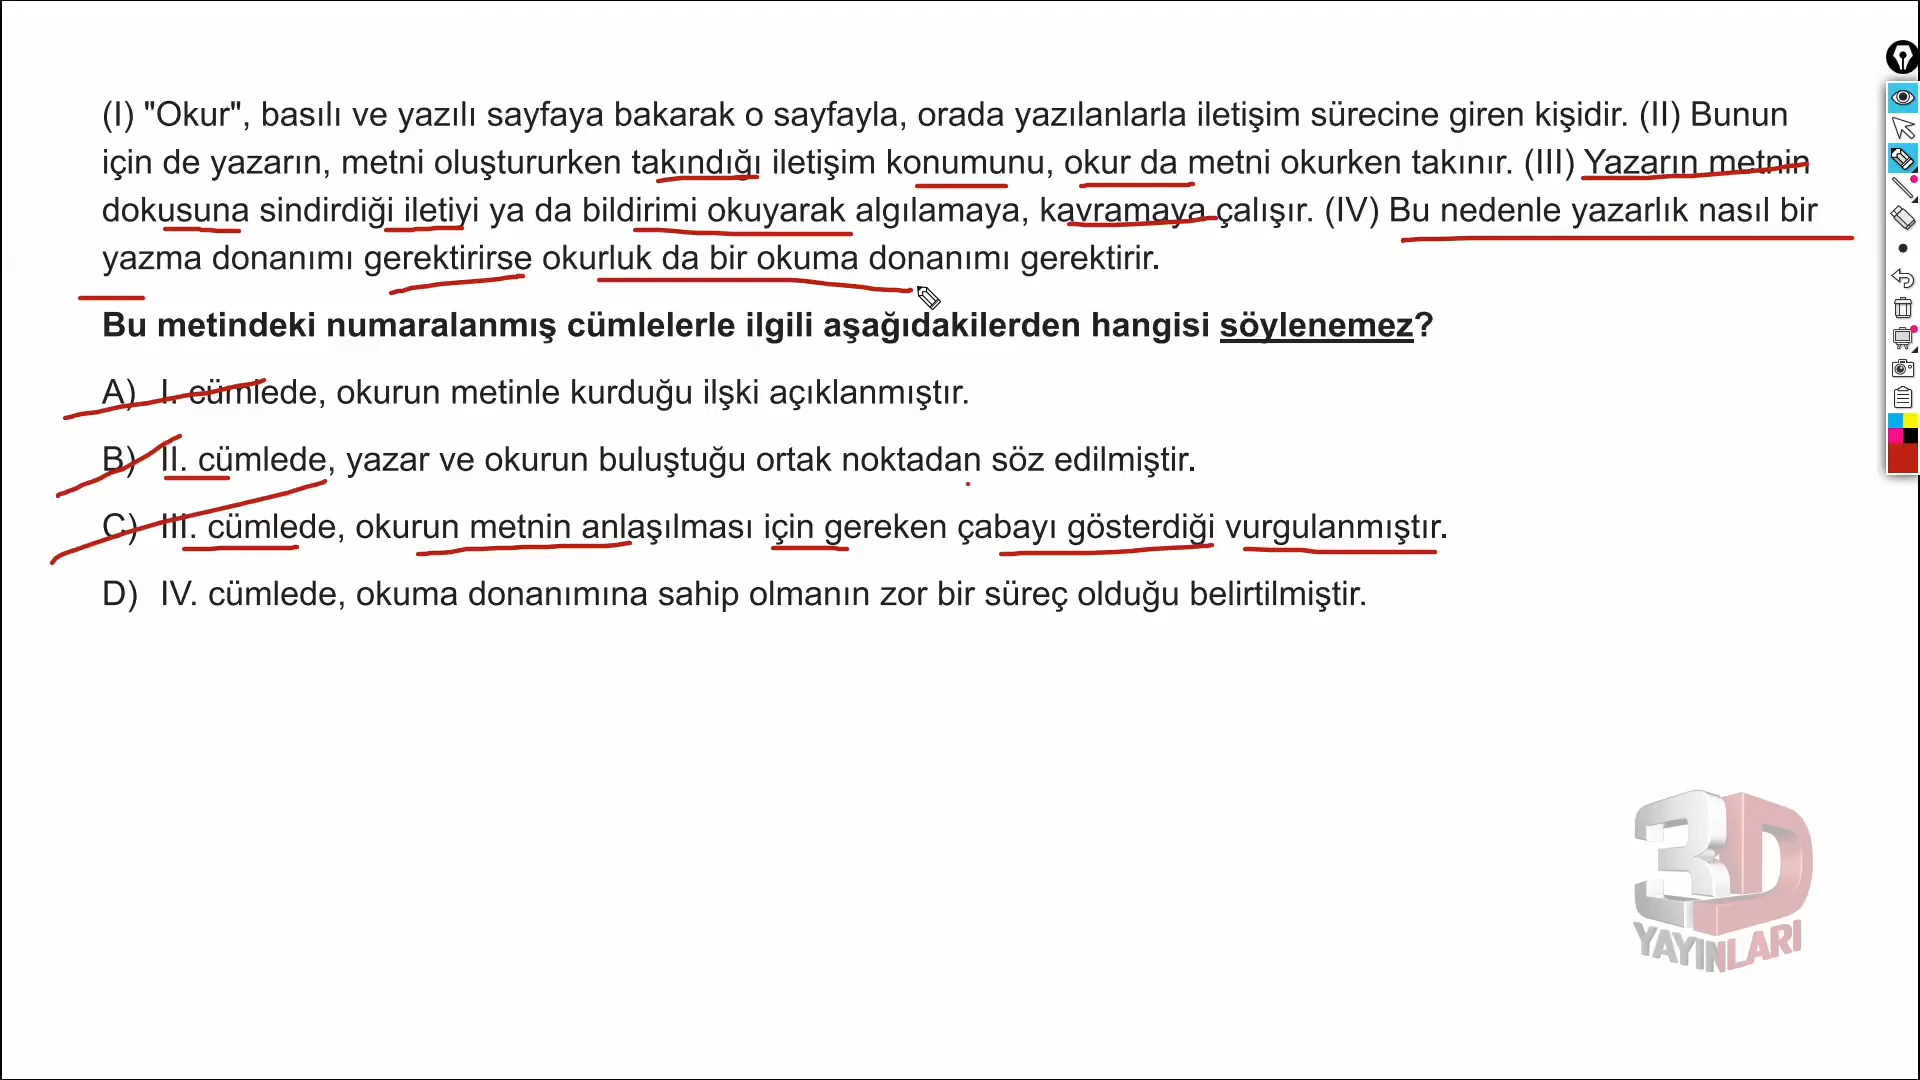 (I) "Okur", basılı ve yazılı sayfaya bakarak o sayfayla, orada yazılanlarla iletişim sürecine giren kişidir. (II) Bunun
için de yazarın, metni oluştururken takındığı iletişim konumunu, okur da metni okurken takınır. (III) Yazarın metnin
dokusuna sindirdiği iletiyi ya da bildirimi okuyarak algılamaya, kavramaya çalışır. (IV) Bu nedenle yazarlık nasıl bir
yazma donanımı gerektirirse okurluk da bir okuma donanımı gerektirir.
Bu metindeki numaralanmış cümlelerle ilgili aşağıdakilerden hangisi söylenemez?
A) I. cümlede, okurun metinle kurduğu ilşki açıklanmıştır.
B) II. cümlede, yazar ve okurun buluştuğu ortak noktadan söz edilmiştir.
C) III. cümlede, okurun metnin anlaşılması için gereken çabayı gösterdiği vurgulanmıştır.
D) IV. cümlede, okuma donanımına sahip olmanın zor bir süreç olduğu belirtilmiştir.
3D
YAYINLARI